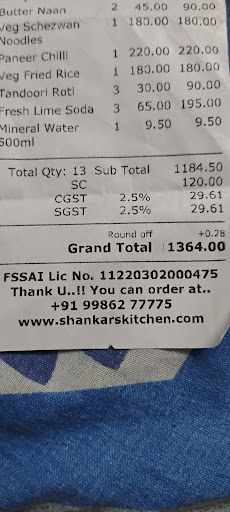 Butter Naan 2 45.00 90.00
Veg Schezwan 1 180.00 180.00
Noodles
Paneer Chilli 1 220.00 220.00
Veg Fried Rice 1 180.00 180.00
Tandoori Roti 3 30.00 90.00
Fresh Lime Soda 3 65.00 195.00
Mineral Water 1 9.50 9.50
500ml
Total Qty: 13 Sub Total 1184.50
SC 120.00
CGST 2.5% 29.61
SGST 2.5% 29.61
Round off +0.28
Grand Total 1364.00
FSSAI Lic No. 11220302000475
Thank U..!! You can order at..
+91 99862 77775
www.shankarskitchen.com